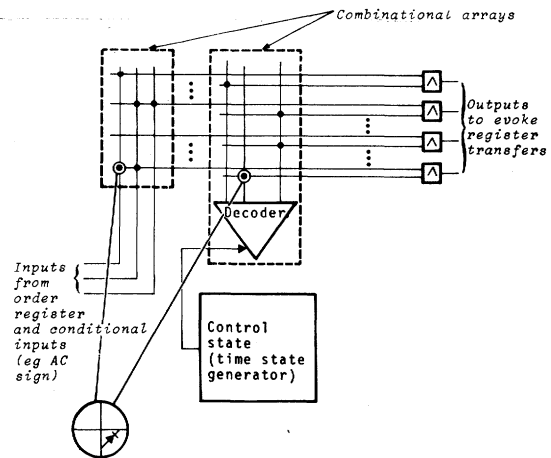 Combinational arrays
∧
∧
∧
∧
Outputs
to evoke
register
transfers
Decoder
Inputs
from
order
register
and conditional
inputs
(eg AC
sign)
Control
state
(time state
generator)